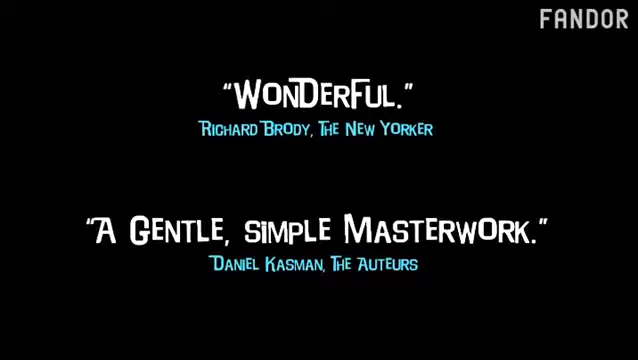 FANDOR
"WONDERFUL."
RICHARD BRODY, THE NEW YORKER
"A GENTLE, SIMPLE MASTERWORK."
DANIEL KASMAN, THE AUTEURS